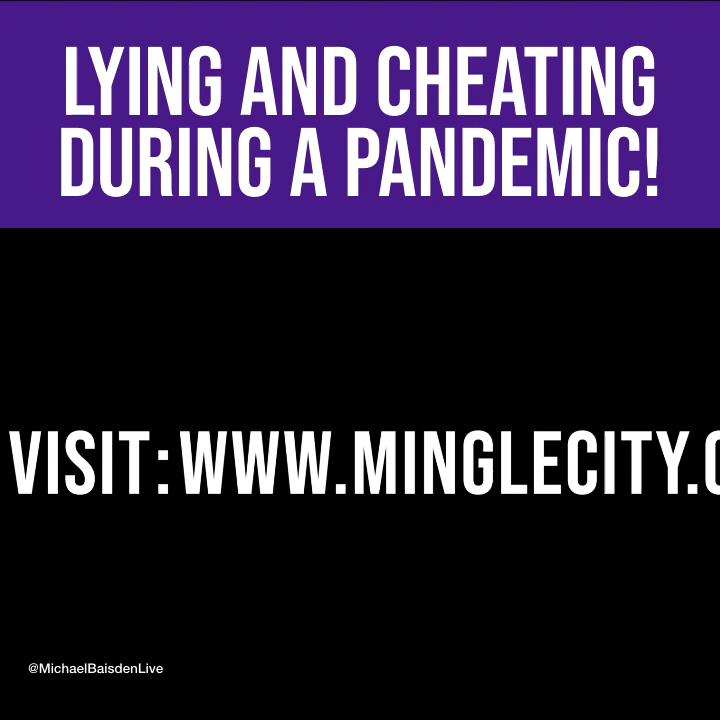 LYING AND CHEATING
DURING A PANDEMIC!
VISIT: WWW.MINGLECITY.C
@MichaelBaisdenLive